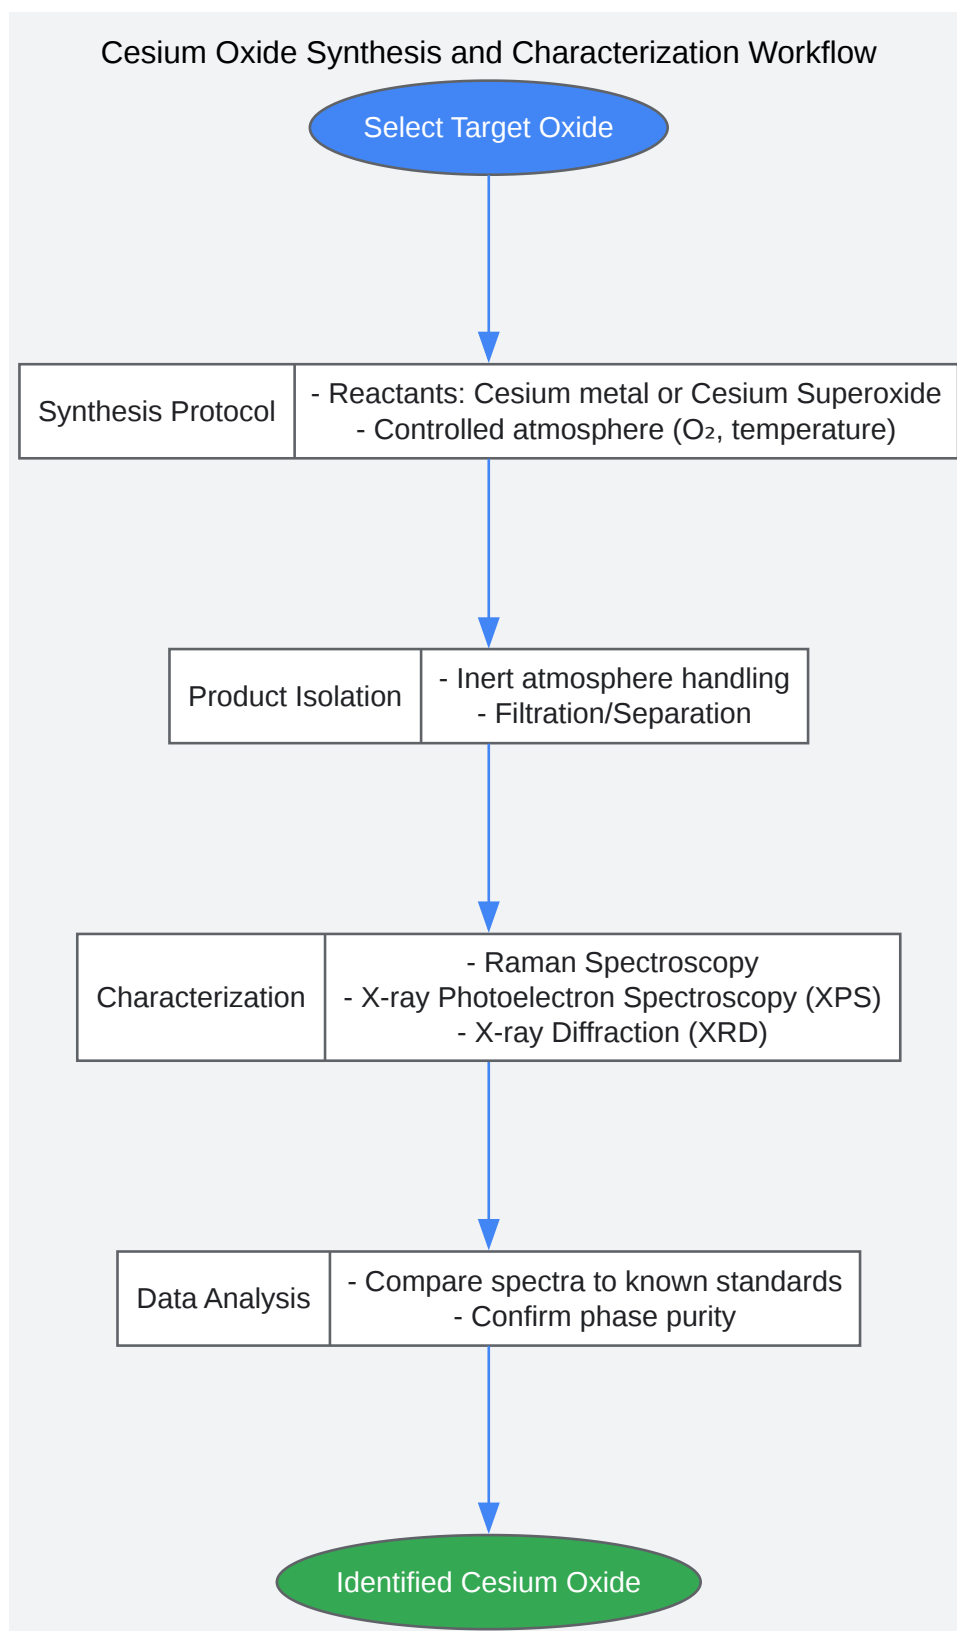 Cesium Oxide Synthesis and Characterization Workflow
Select Target Oxide
Synthesis Protocol
- Reactants: Cesium metal or Cesium Superoxide
- Controlled atmosphere (O₂, temperature)
Product Isolation
- Inert atmosphere handling
- Filtration/Separation
Characterization
- Raman Spectroscopy
- X-ray Photoelectron Spectroscopy (XPS)
- X-ray Diffraction (XRD)
Data Analysis
- Compare spectra to known standards
- Confirm phase purity
Identified Cesium Oxide